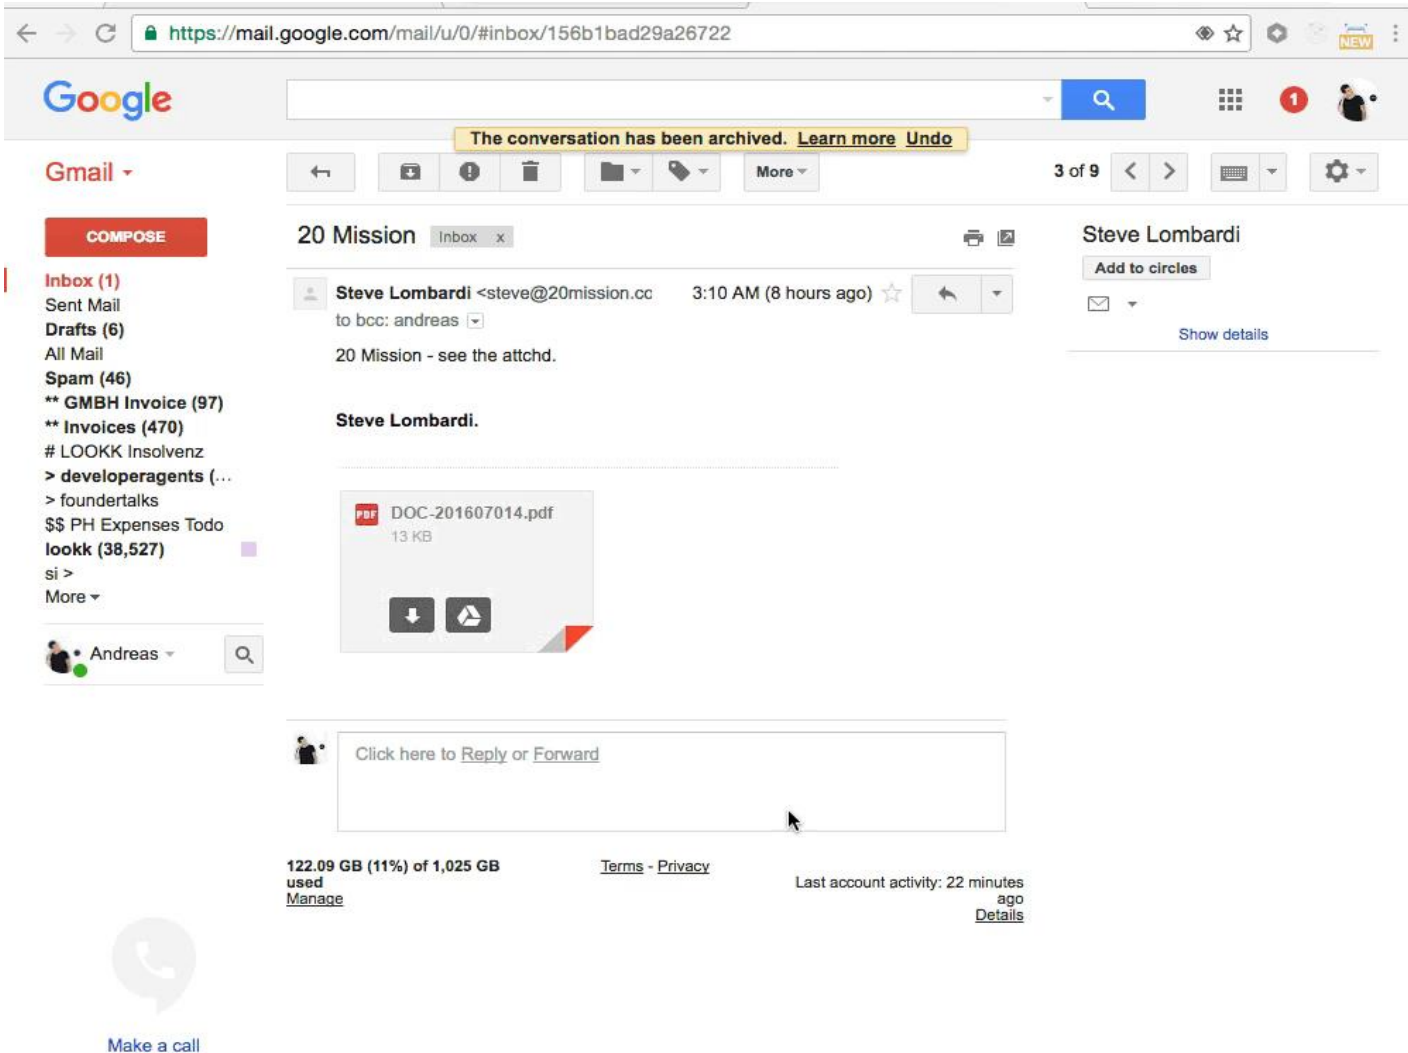 https://mail.google.com/mail/u/0/#inbox/156b1bad29a26722
NEW
Google
1
The conversation has been archived. Learn more Undo
Gmail
More
3 of 9
COMPOSE
20 Mission Inbox x
Steve Lombardi
Add to circles
Show details
Inbox (1)
Sent Mail
Drafts (6)
All Mail
Spam (46)
** GMBH Invoice (97)
** Invoices (470)
# LOOKK Insolvenz
> developeragents (...
> foundertalks
$$ PH Expenses Todo
lookk (38,527)
si >
More
Andreas
Steve Lombardi <steve@20mission.cc 3:10 AM (8 hours ago)
to bcc: andreas
20 Mission - see the attchd.
Steve Lombardi.
PDF DOC-201607014.pdf
13 KB
Click here to Reply or Forward
122.09 GB (11%) of 1,025 GB
used
Manage
Terms - Privacy
Last account activity: 22 minutes
ago
Details
Make a call